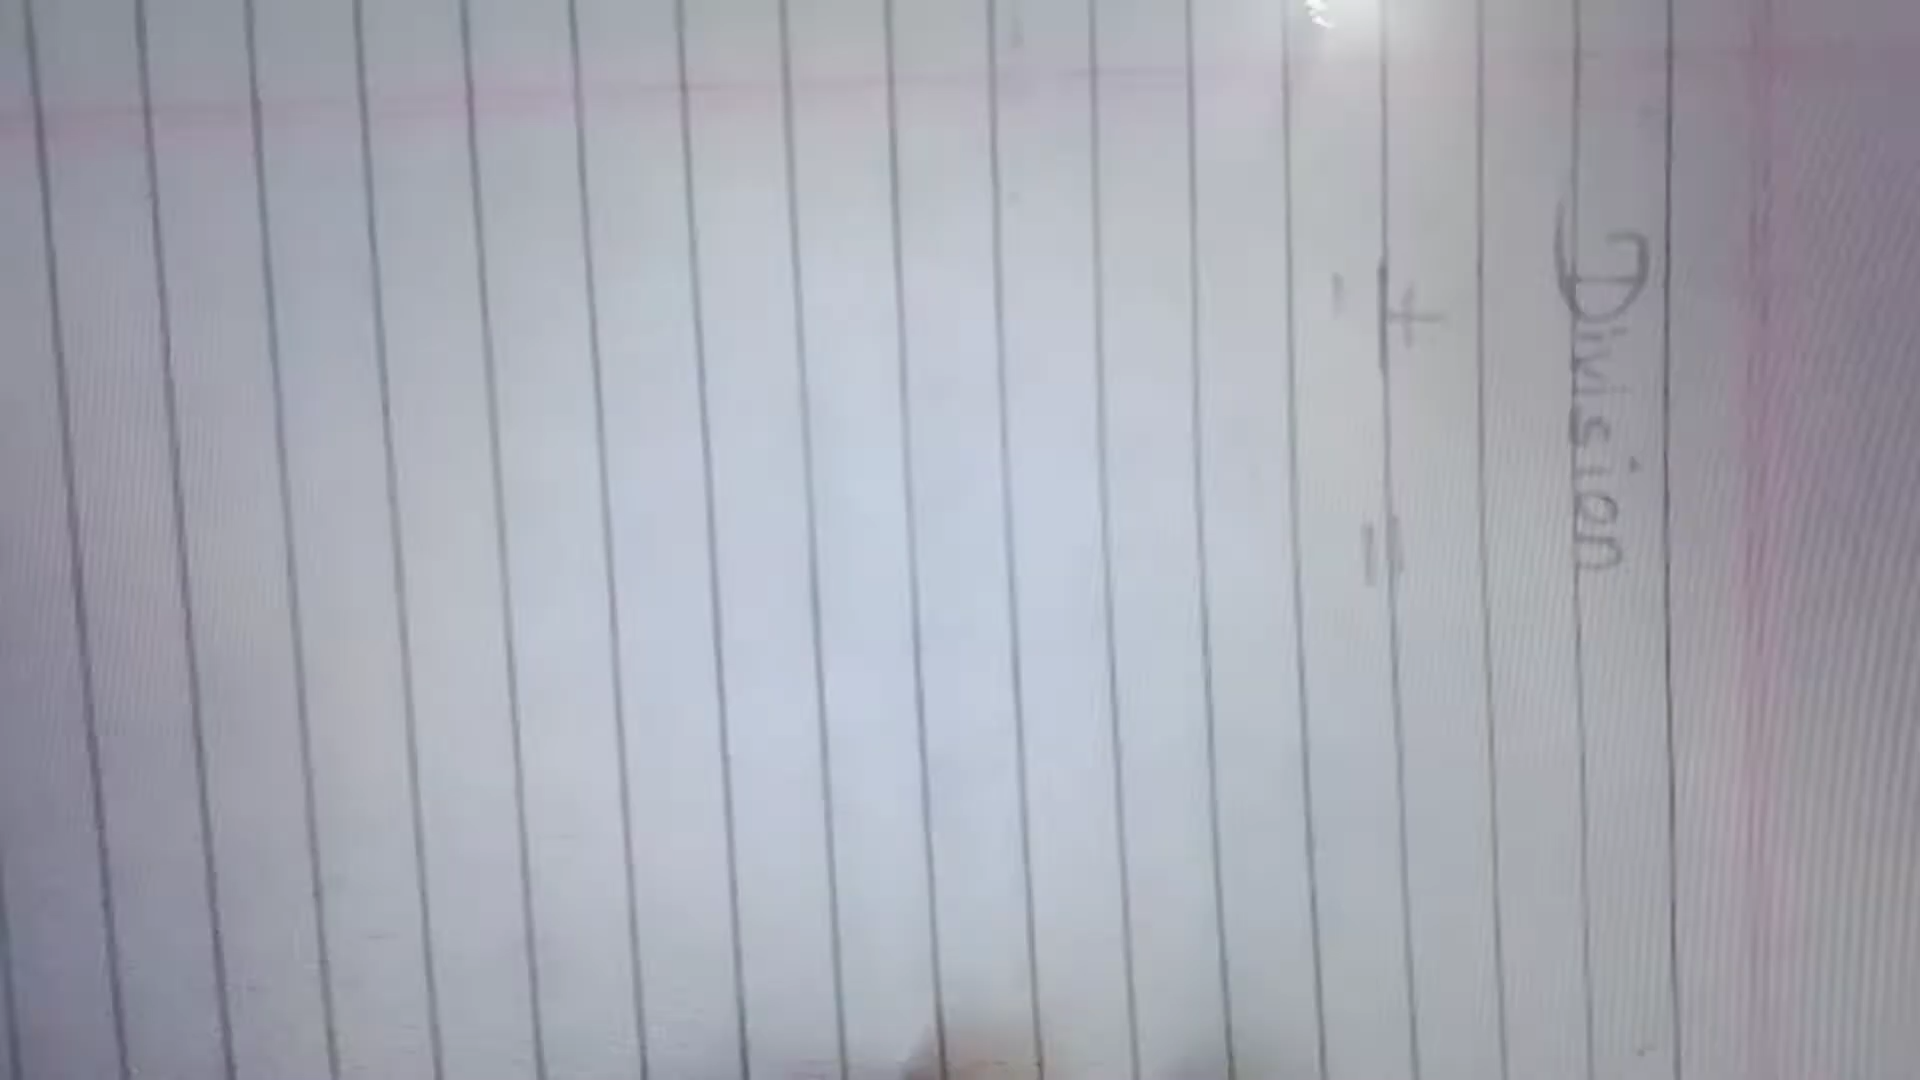 Division
+
— =
-